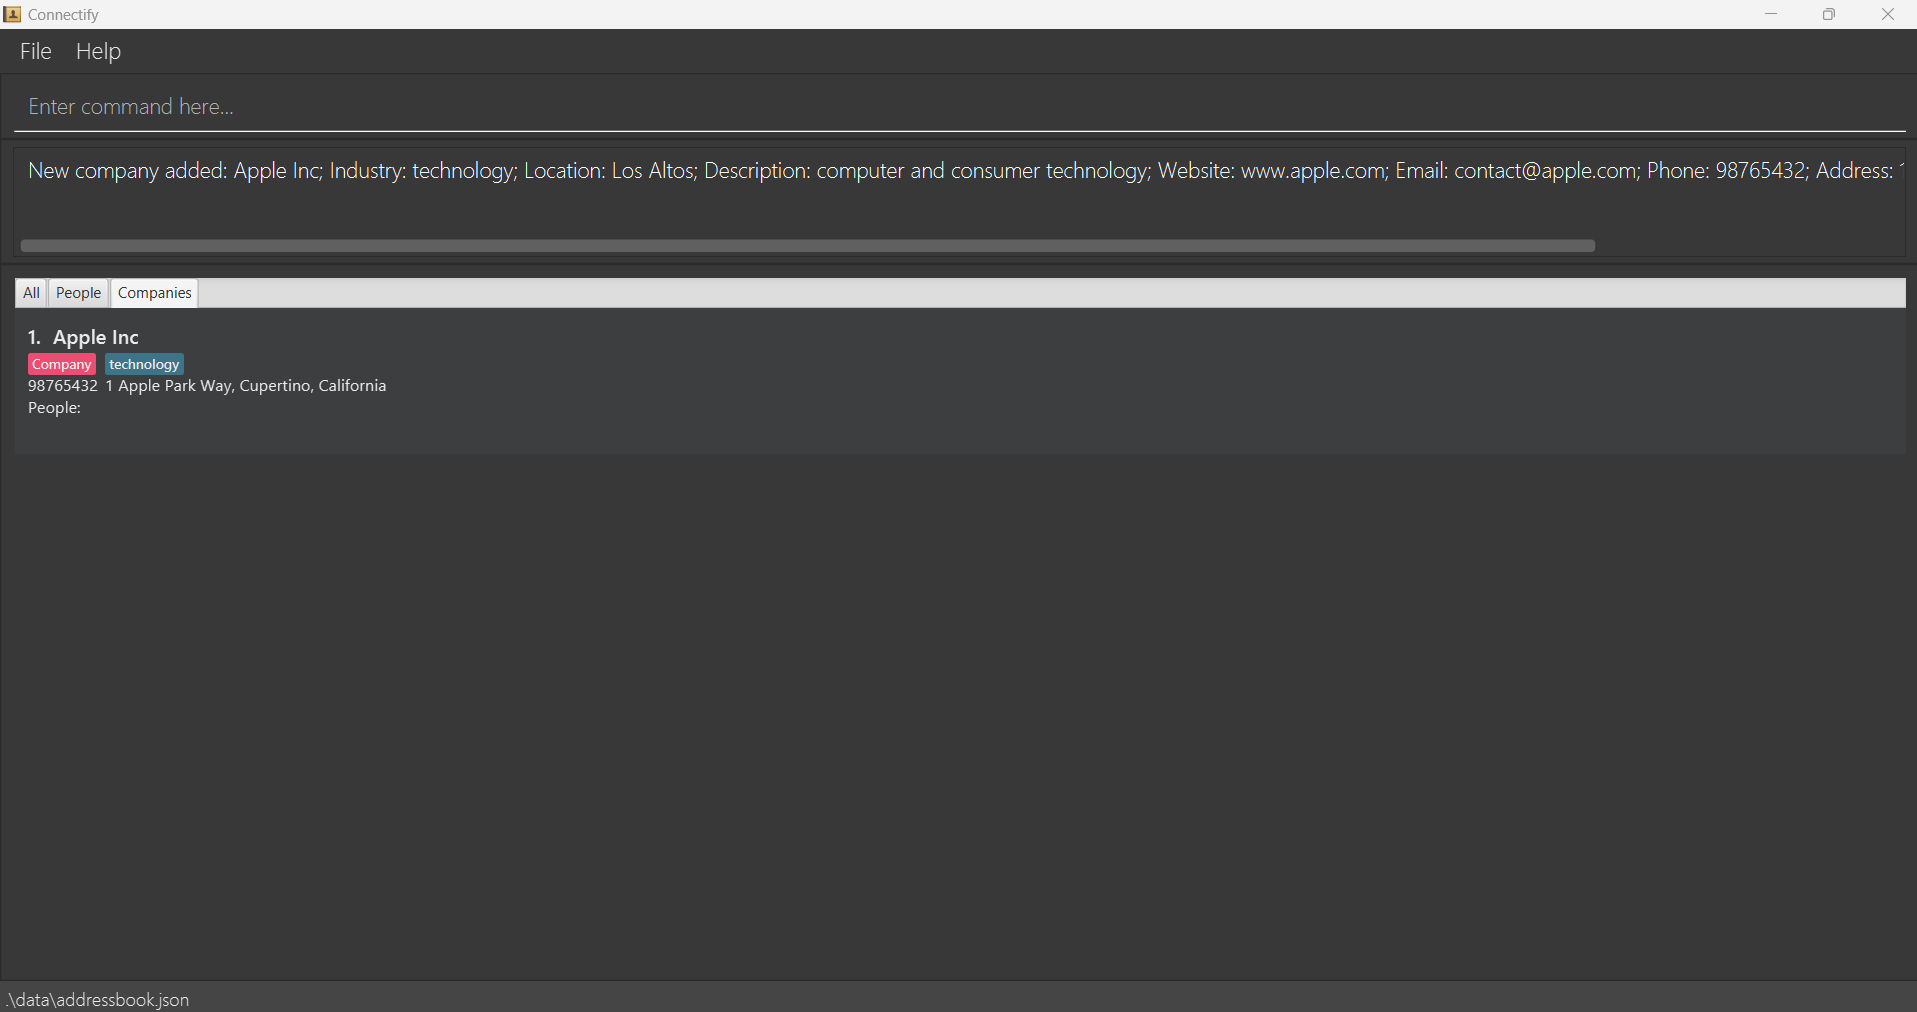 Connectify
File Help
Enter command here...
New company added: Apple Inc; Industry: technology; Location: Los Altos; Description: computer and consumer technology; Website: www.apple.com; Email: contact@apple.com; Phone: 98765432; Address:
All People Companies
1. Apple Inc
Company technology
98765432 1 Apple Park Way, Cupertino, California
People:
.\data\addressbook.json